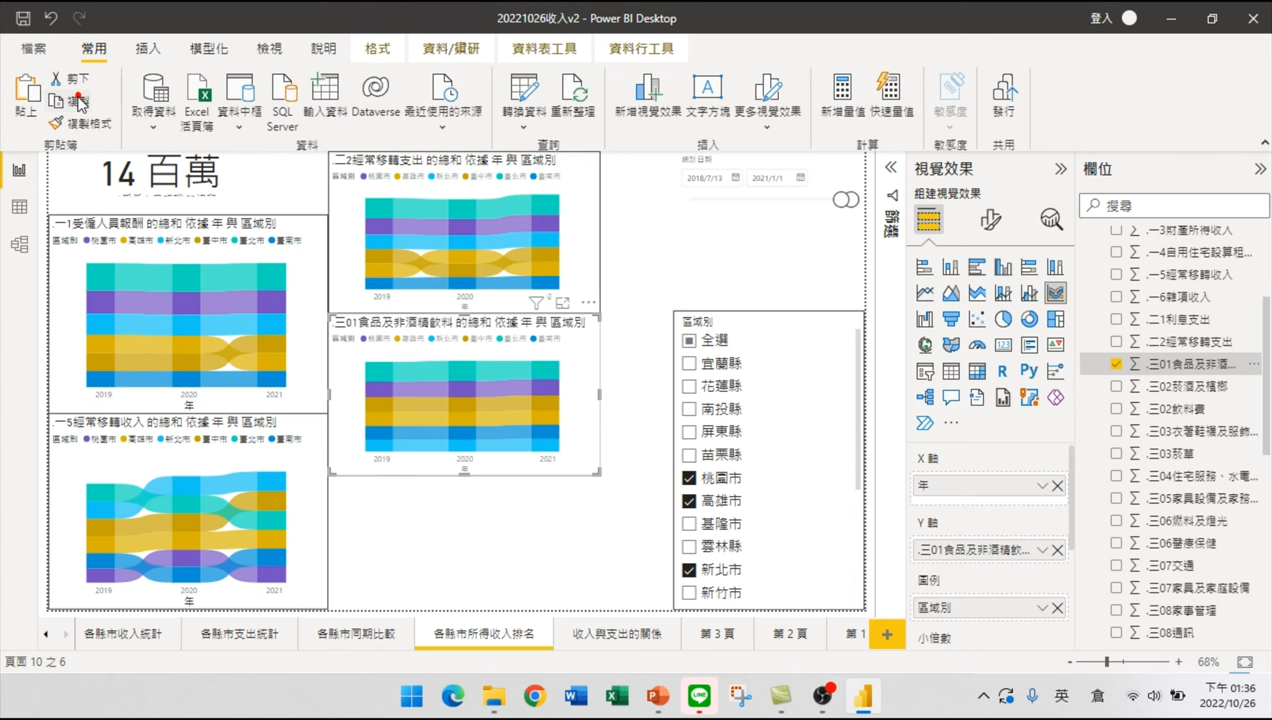 20221026收入v2 - Power BI Desktop
登入
檔案 常用 插入 模型化 檢視 說明 格式 資料/鑽研 資料表工具 資料行工具
貼上
剪下
複製
複製格式
取得資料
Excel 活頁簿
資料中樞
SQL Server
輸入資料
Dataverse
最近使用的來源
轉換資料
重新整理
新增視覺效果
文字方塊
更多視覺效果
新增量值
快速量值
敏感度
發行
剪貼簿 資料 查詢 插入 計算 敏感度 共用
14 百萬
.一1受僱人員報酬 的總和 依據 年 與 區域別
區域別 桃園市 高雄市 新北市 臺中市 臺北市 臺南市
2019 2020 2021
年
.一5經常移轉收入 的總和 依據 年 與 區域別
區域別 桃園市 高雄市 新北市 臺中市 臺北市 臺南市
2019 2020 2021
年
.二2經常移轉支出 的總和 依據 年 與 區域別
區域別 桃園市 高雄市 新北市 臺中市 臺北市 臺南市
2019 2020
年
.三01食品及非酒精飲料 的總和 依據 年 與 區域別
區域別 桃園市 高雄市 新北市 臺中市 臺北市 臺南市
2019 2020 2021
年
統計日期
2018/7/13 2021/1/1
區域別
全選
宜蘭縣
花蓮縣
南投縣
屏東縣
苗栗縣
桃園市
高雄市
基隆市
雲林縣
新北市
新竹市
篩選
視覺效果
組建視覺效果
R Py
123
X 軸
年
Y 軸
.三01食品及非酒精飲...
圖例
區域別
小倍數
欄位
搜尋
.一3財產所得收入
.一4自用住宅設算租...
.一5經常移轉收入
.一6雜項收入
.二1利息支出
.二2經常移轉支出
.三01食品及非酒...
.三02菸酒及檳榔
.三02飲料費
.三03衣著鞋襪及服飾...
.三03菸草
.三04住宅服務、水電...
.三05家具設備及家務...
.三06燃料及燈光
.三06醫療保健
.三07交通
.三07家具及家庭設備
.三08家事管理
.三08通訊
各縣市收入統計 各縣市支出統計 各縣市同期比較 各縣市所得收入排名 收入與支出的關係 第 3 頁 第 2 頁 第 1
頁面 10 之 6
68%
英
下午 01:36
2022/10/26